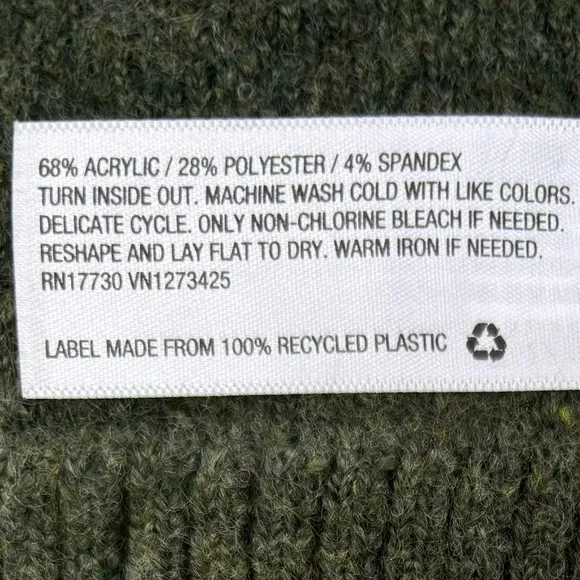 68% ACRYLIC / 28% POLYESTER / 4% SPANDEX
TURN INSIDE OUT. MACHINE WASH COLD WITH LIKE COLORS.
DELICATE CYCLE. ONLY NON-CHLORINE BLEACH IF NEEDED.
RESHAPE AND LAY FLAT TO DRY. WARM IRON IF NEEDED.
RN17730 VN1273425
LABEL MADE FROM 100% RECYCLED PLASTIC